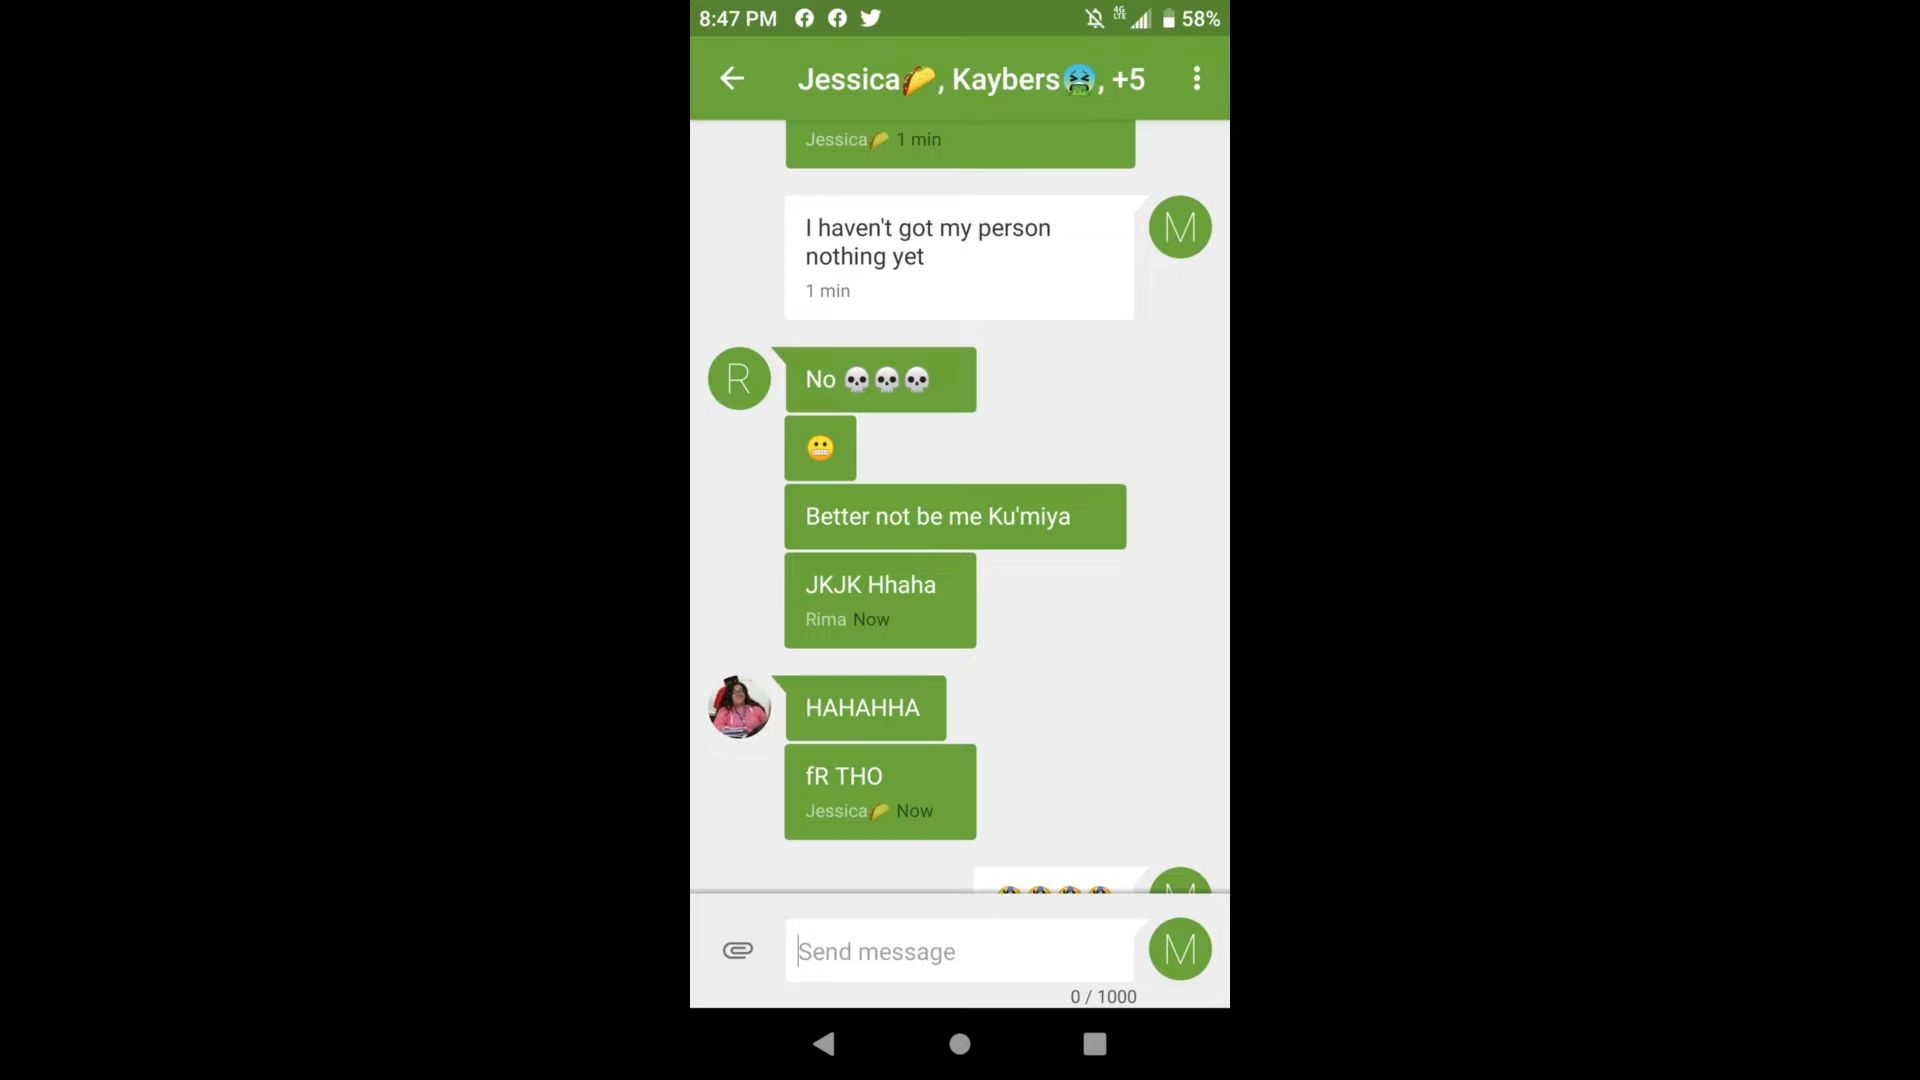 8:47 PM 4G LTE 58%
Jessica🌮, Kaybers🤮, +5
Jessica🌮 1 min
I haven't got my person
nothing yet
1 min
M
R
No 💀💀💀
😬
Better not be me Ku'miya
JKJK Hhaha
Rima Now
HAHAHHA
fR THO
Jessica🌮 Now
M
Send message
M
0 / 1000